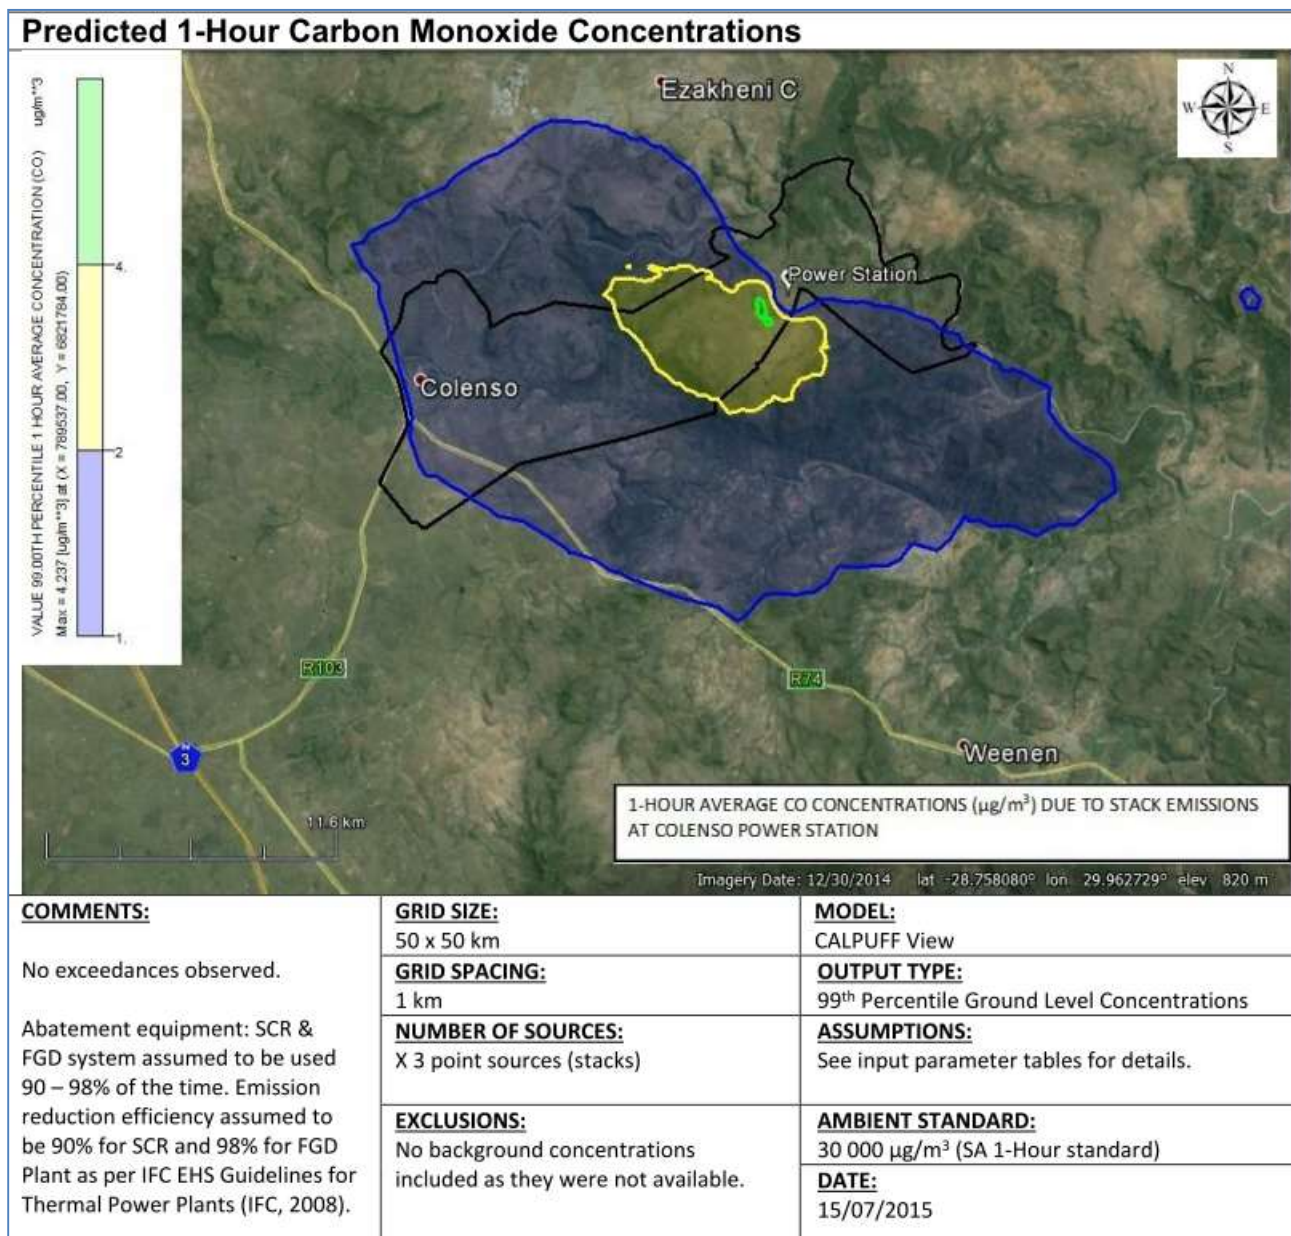 Predicted 1-Hour Carbon Monoxide Concentrations
VALUE 99.00TH PERCENTILE 1 HOUR AVERAGE CONCENTRATION (CO) ug/m**3
Max = 4.237 [ug/m**3] at (X = 789537.00, Y = 6821784.00)
4.
2
1.
Ezakheni C
N
W
E
S
Power Station
Colenso
R103
R74
N
3
Weenen
11.6 km
1-HOUR AVERAGE CO CONCENTRATIONS (µg/m³) DUE TO STACK EMISSIONS
AT COLENSO POWER STATION
Imagery Date: 12/30/2014 lat -28.758080° lon 29.962729° elev 820 m
COMMENTS:
No exceedances observed.
Abatement equipment: SCR &
FGD system assumed to be used
90 – 98% of the time. Emission
reduction efficiency assumed to
be 90% for SCR and 98% for FGD
Plant as per IFC EHS Guidelines for
Thermal Power Plants (IFC, 2008).
GRID SIZE:
50 x 50 km
GRID SPACING:
1 km
NUMBER OF SOURCES:
X 3 point sources (stacks)
EXCLUSIONS:
No background concentrations
included as they were not available.
MODEL:
CALPUFF View
OUTPUT TYPE:
99th Percentile Ground Level Concentrations
ASSUMPTIONS:
See input parameter tables for details.
AMBIENT STANDARD:
30 000 µg/m³ (SA 1-Hour standard)
DATE:
15/07/2015